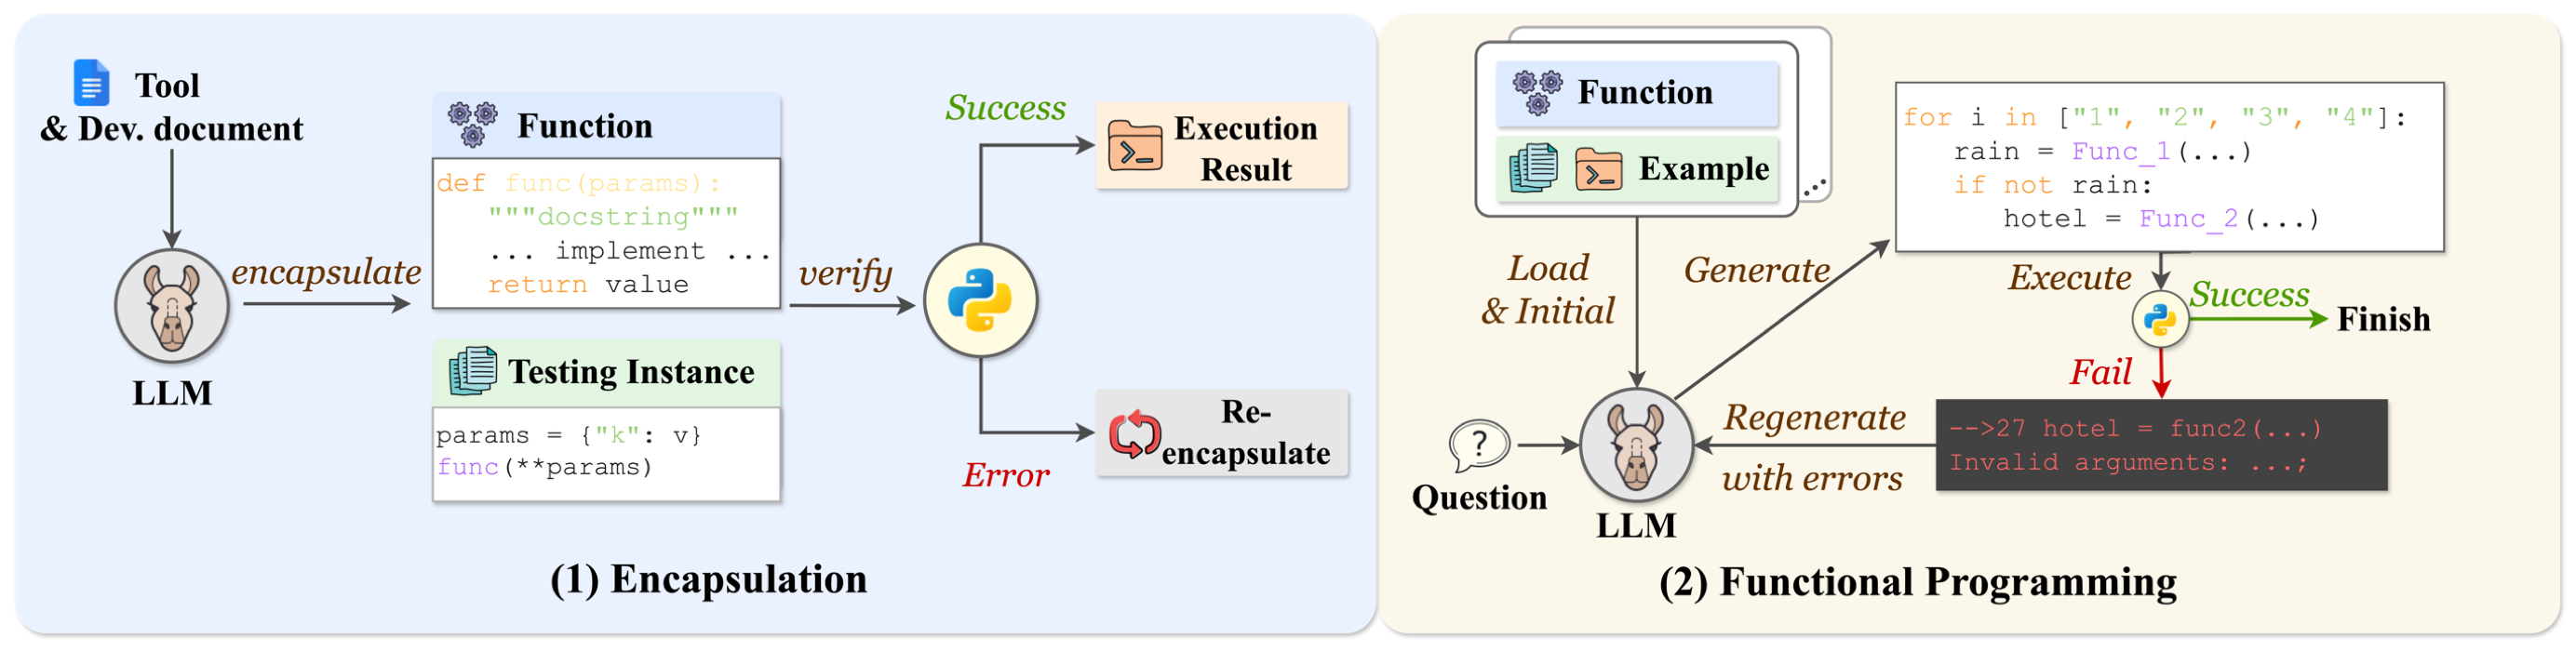 Tool
& Dev. document
LLM
encapsulate
Function
def func(params):
"""docstring"""
... implement ...
return value
Testing Instance
params = {"k": v}
func(**params)
verify
Success
Execution
Result
Error
Re-
encapsulate
(1) Encapsulation
Function
Example
Load
& Initial
Question
?
LLM
Generate
for i in ["1", "2", "3", "4"]:
rain = Func_1(...)
if not rain:
hotel = Func_2(...)
Execute
Success
Finish
Fail
-->27 hotel = func2(...)
Invalid arguments: ...;
Regenerate
with errors
(2) Functional Programming